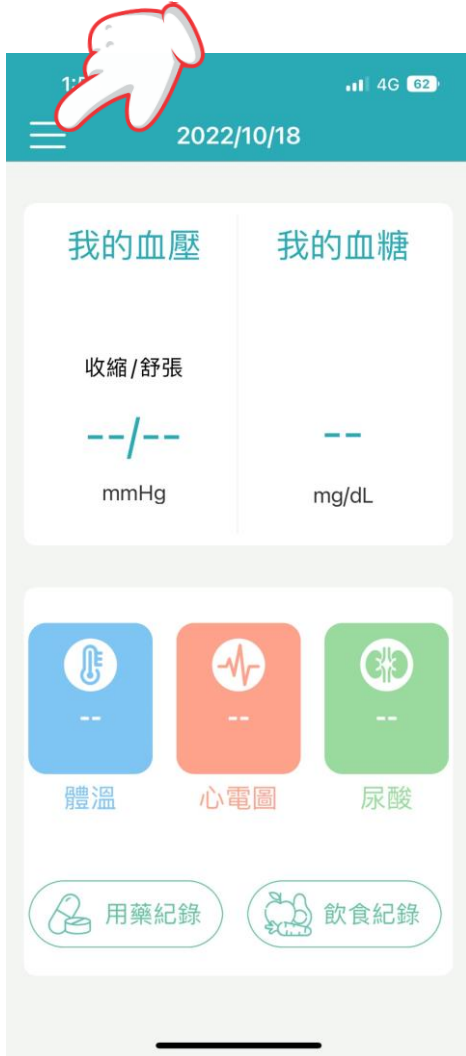 4G 62
2022/10/18
我的血壓 我的血糖
收縮/舒張
--/-- --
mmHg mg/dL
-- -- --
體溫 心電圖 尿酸
用藥紀錄 飲食紀錄